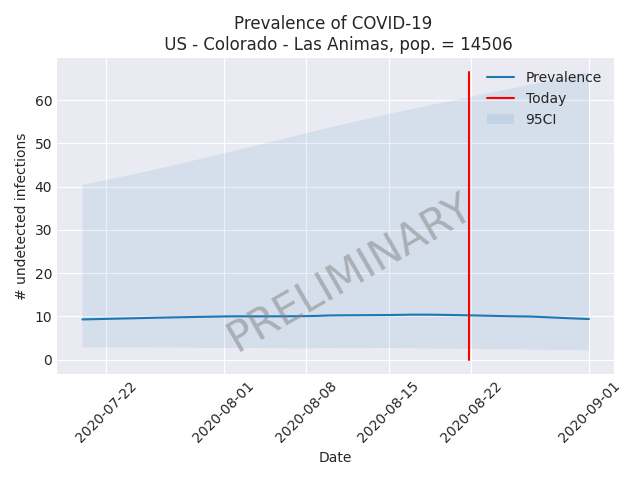 Prevalence of COVID-19
US - Colorado - Las Animas, pop. = 14506
Prevalence
Today
95CI
# undetected infections
60
50
40
30
20
10
0
PRELIMINARY
2020-07-22
2020-08-01
2020-08-08
2020-08-15
2020-08-22
2020-09-01
Date